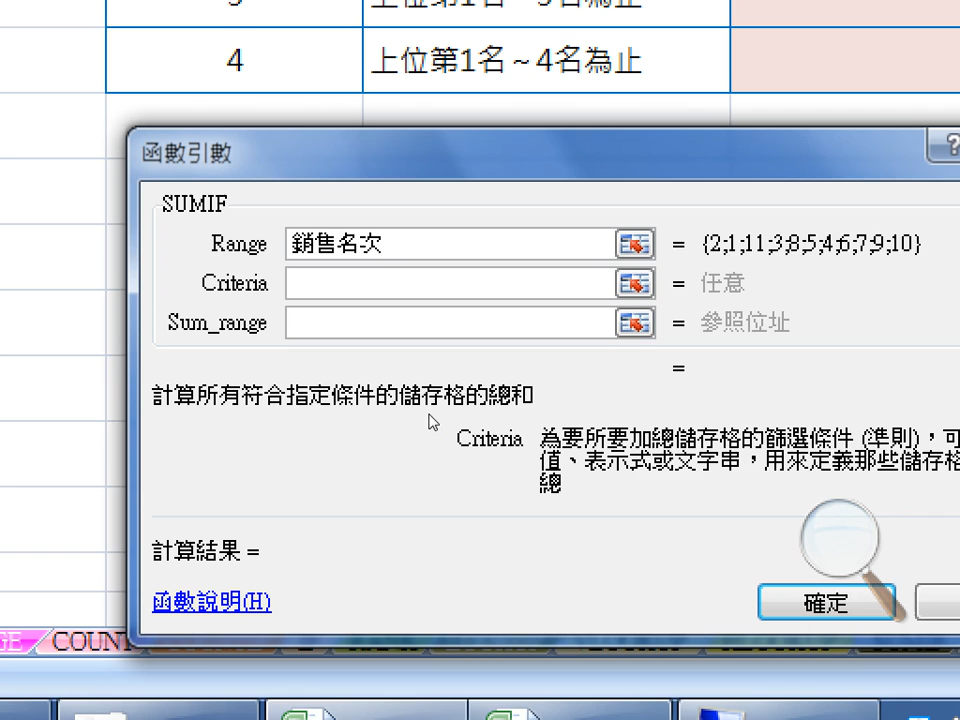 4
上位第1名~4名為止
函數引數
SUMIF
Range 銷售名次 = {2;1;11;3;8;5;4;6;7;9;10}
Criteria = 任意
Sum_range = 參照位址
=
計算所有符合指定條件的儲存格的總和
Criteria 為要所要加總儲存格的篩選條件 (準則),可
值、表示式或文字串,用來定義那些儲存格
總
計算結果 =
函數說明(H)
確定
GE
COUNT